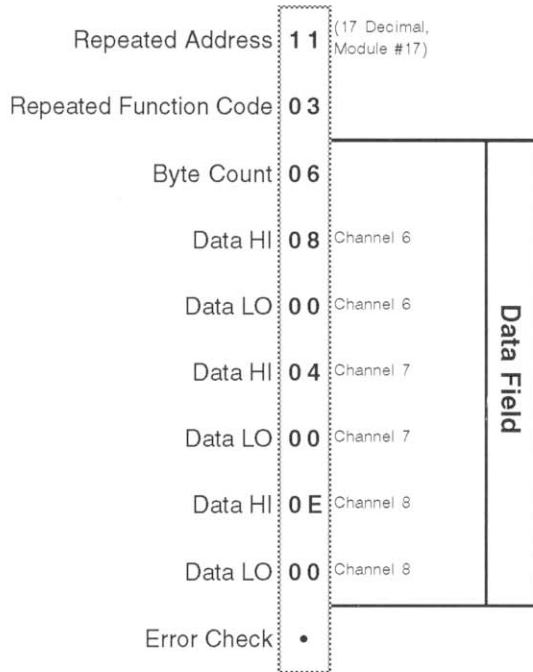 Repeated Address 11 (17 Decimal,
Module #17)
Repeated Function Code 03
Byte Count 06
Data HI 08 Channel 6
Data LO 00 Channel 6
Data HI 04 Channel 7
Data LO 00 Channel 7
Data HI 0E Channel 8
Data LO 00 Channel 8
Error Check •
Data Field